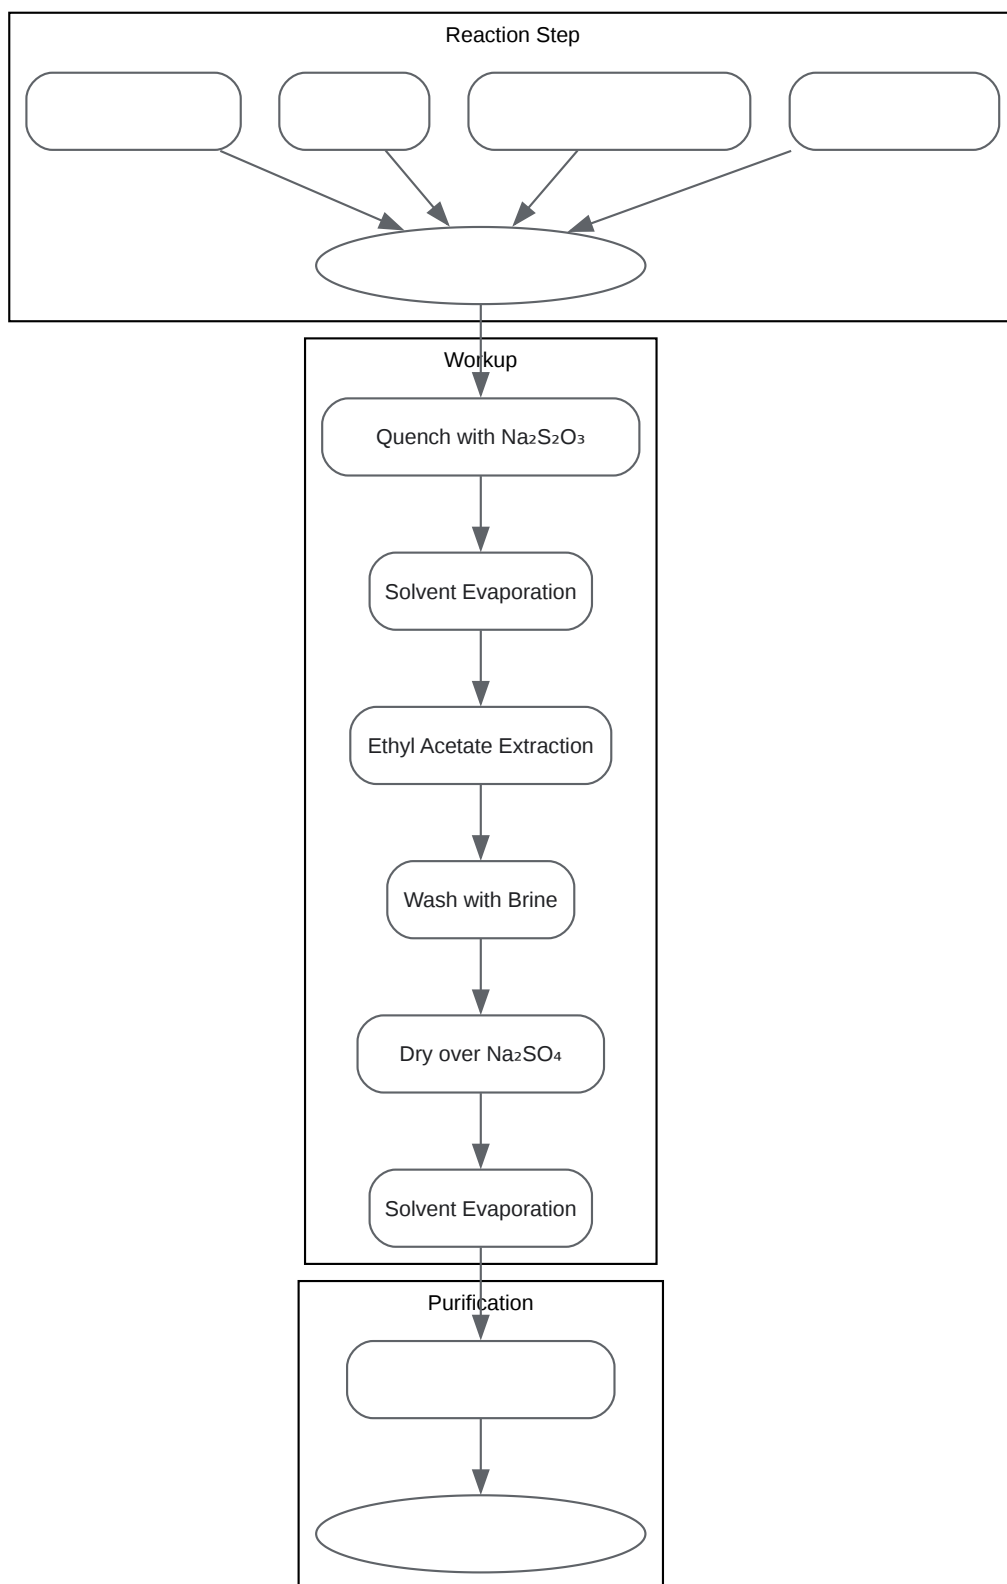 Reaction Step
Workup
Quench with Na₂S₂O₃
Solvent Evaporation
Ethyl Acetate Extraction
Wash with Brine
Dry over Na₂SO₄
Solvent Evaporation
Purification